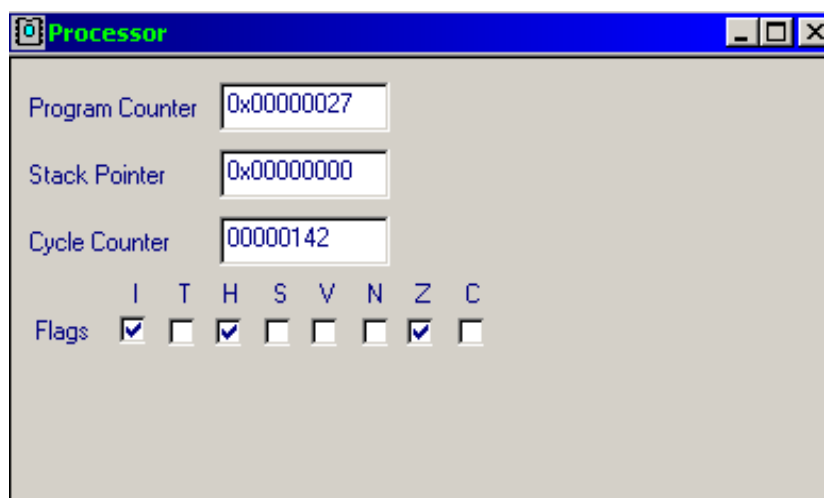 Processor
Program Counter 0x00000027
Stack Pointer 0x00000000
Cycle Counter 00000142
I T H S V N Z C
Flags